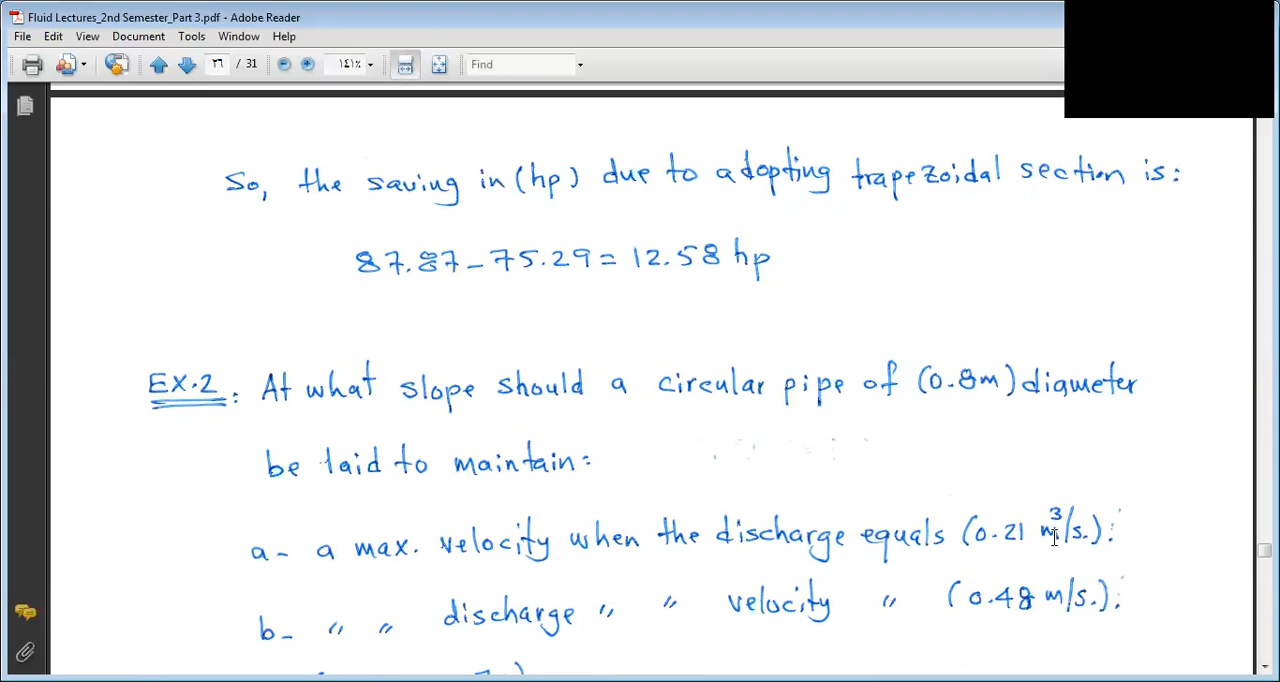 Fluid Lectures_2nd Semester_Part 3.pdf - Adobe Reader
File Edit View Document Tools Window Help
٢٦ / 31 ١٤١٪ Find
So, the saving in (hp) due to adopting trapezoidal section is:
87.87 - 75.29 = 12.58 hp
EX.2: At what slope should a circular pipe of (0.8m) diameter
be laid to maintain:
a- a max. velocity when the discharge equals (0.21 m³/s.):
b- " " discharge " " velocity " (0.48 m/s.):